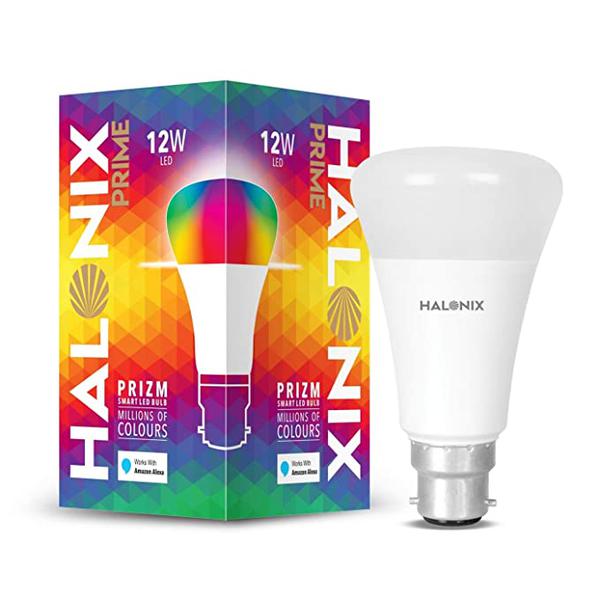 HALONIX
PRIME
12W
LED
PRIZM
SMART LED BULB
MILLIONS OF
COLOURS
Works With
Amazon Alexa
12W
LED
PRIZM
SMART LED BULB
MILLIONS OF
COLOURS
Works With
Amazon Alexa
PRIME
HALONIX
HALONIX